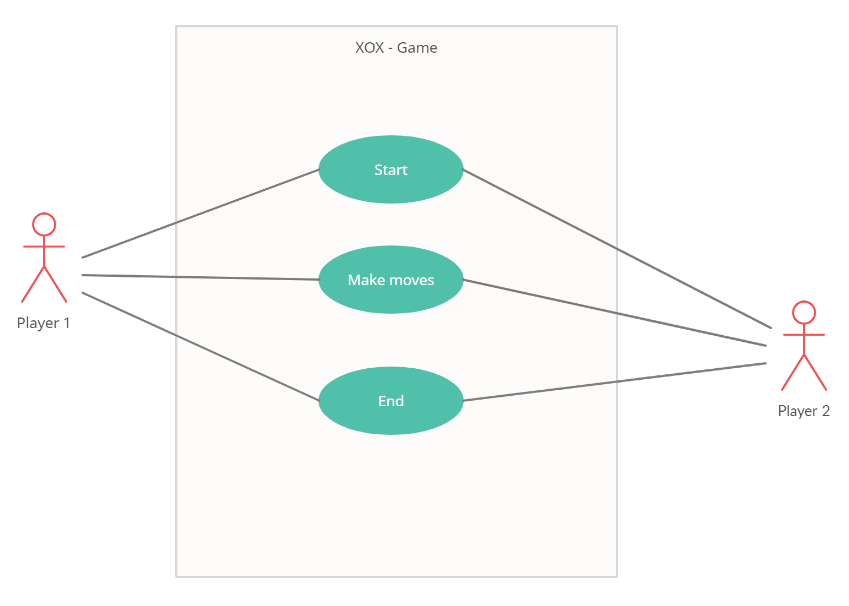 XOX - Game
Start
Make moves
End
Player 1
Player 2